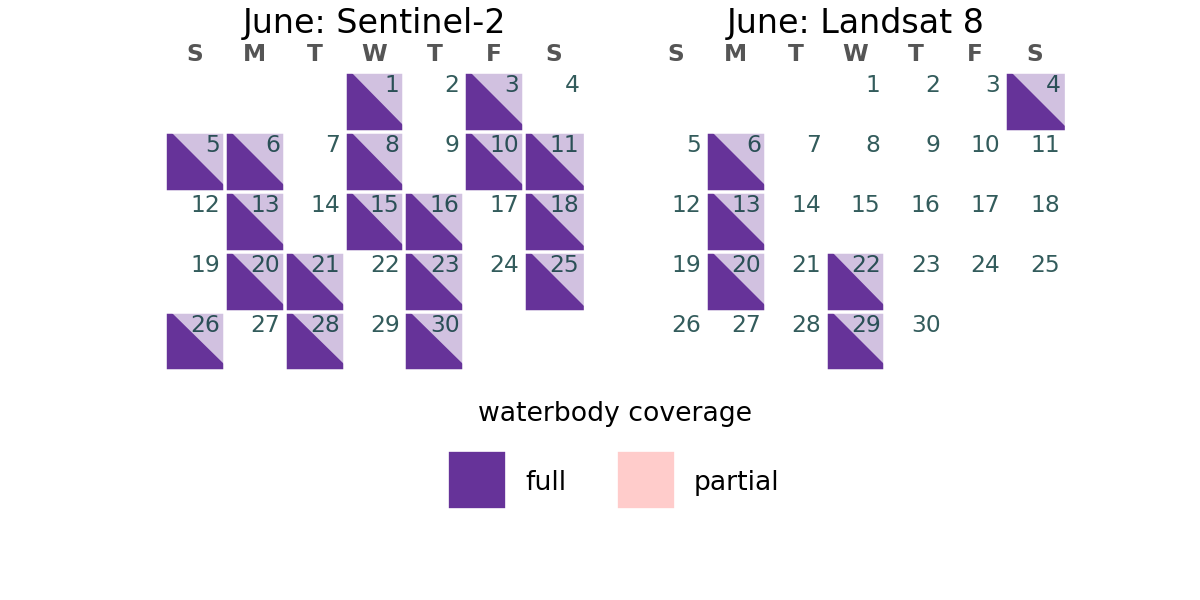 June: Sentinel-2
S M T W T F S
1 2 3 4
5 6 7 8 9 10 11
12 13 14 15 16 17 18
19 20 21 22 23 24 25
26 27 28 29 30
June: Landsat 8
S M T W T F S
1 2 3 4
5 6 7 8 9 10 11
12 13 14 15 16 17 18
19 20 21 22 23 24 25
26 27 28 29 30
waterbody coverage
full partial